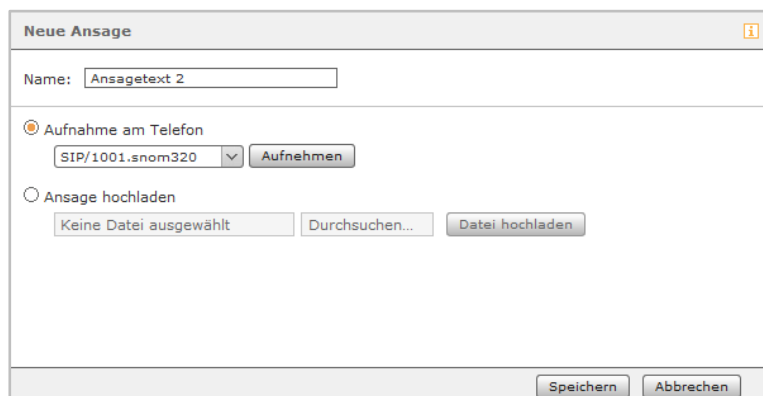 Neue Ansage
Name: Ansagetext 2
Aufnahme am Telefon
SIP/1001.snom320 Aufnehmen
Ansage hochladen
Keine Datei ausgewählt Durchsuchen... Datei hochladen
Speichern Abbrechen